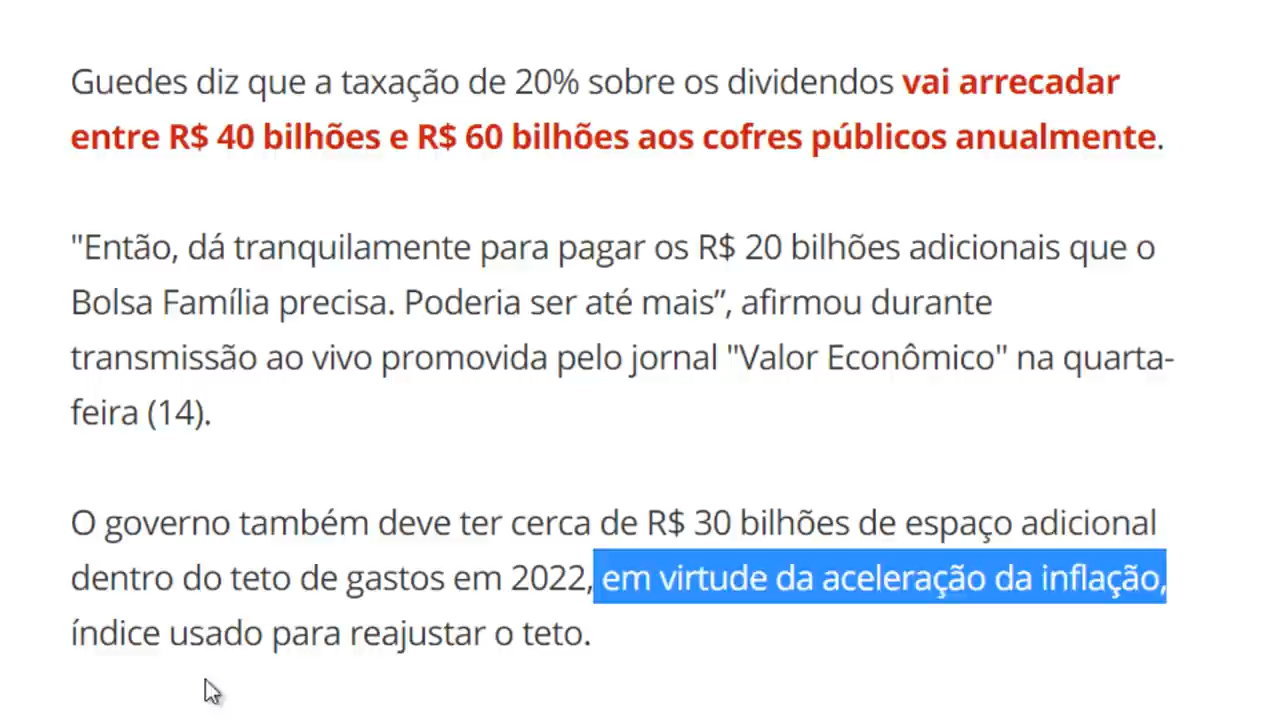 Guedes diz que a taxação de 20% sobre os dividendos vai arrecadar
entre R$ 40 bilhões e R$ 60 bilhões aos cofres públicos anualmente.
"Então, dá tranquilamente para pagar os R$ 20 bilhões adicionais que o
Bolsa Família precisa. Poderia ser até mais”, afirmou durante
transmissão ao vivo promovida pelo jornal "Valor Econômico" na quarta-
feira (14).
O governo também deve ter cerca de R$ 30 bilhões de espaço adicional
dentro do teto de gastos em 2022, em virtude da aceleração da inflação,
índice usado para reajustar o teto.